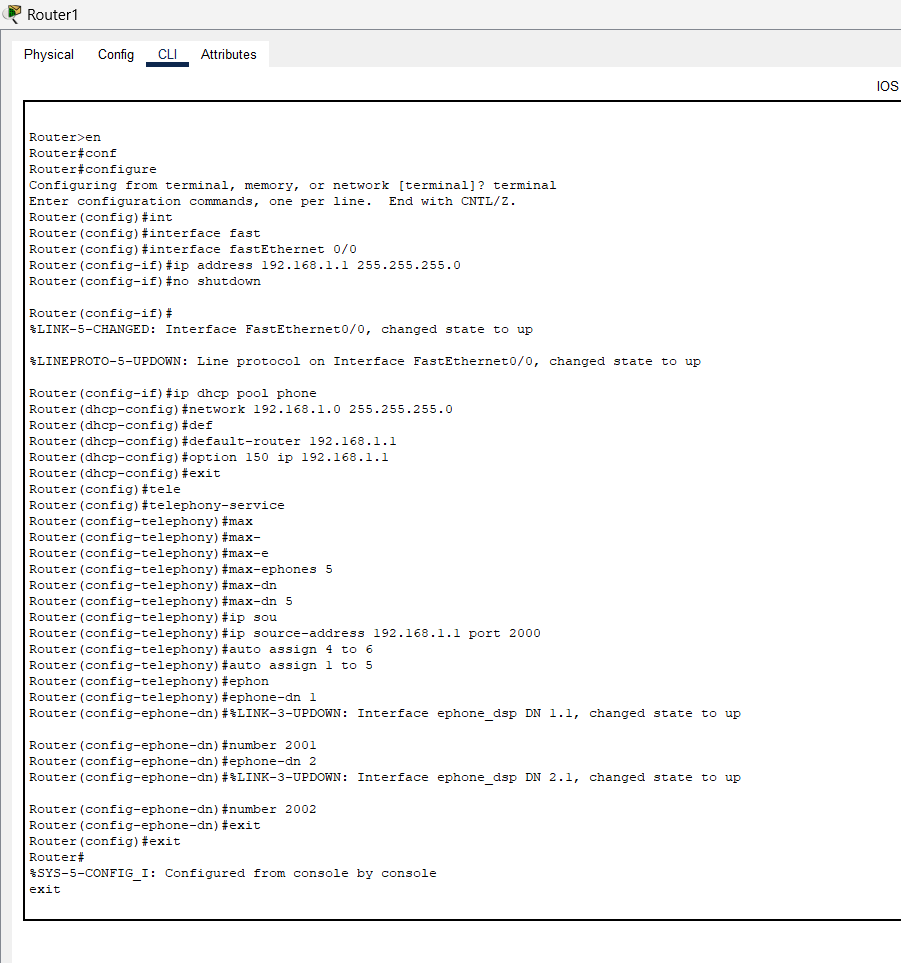 Router1
Physical Config CLI Attributes
IOS
Router>en
Router#conf
Router#configure
Configuring from terminal, memory, or network [terminal]? terminal
Enter configuration commands, one per line.  End with CNTL/Z.
Router(config)#int
Router(config)#interface fast
Router(config)#interface fastEthernet 0/0
Router(config-if)#ip address 192.168.1.1 255.255.255.0
Router(config-if)#no shutdown
Router(config-if)#
%LINK-5-CHANGED: Interface FastEthernet0/0, changed state to up
%LINEPROTO-5-UPDOWN: Line protocol on Interface FastEthernet0/0, changed state to up
Router(config-if)#ip dhcp pool phone
Router(dhcp-config)#network 192.168.1.0 255.255.255.0
Router(dhcp-config)#def
Router(dhcp-config)#default-router 192.168.1.1
Router(dhcp-config)#option 150 ip 192.168.1.1
Router(dhcp-config)#exit
Router(config)#tele
Router(config)#telephony-service
Router(config-telephony)#max
Router(config-telephony)#max-
Router(config-telephony)#max-e
Router(config-telephony)#max-ephones 5
Router(config-telephony)#max-dn
Router(config-telephony)#max-dn 5
Router(config-telephony)#ip sou
Router(config-telephony)#ip source-address 192.168.1.1 port 2000
Router(config-telephony)#auto assign 4 to 6
Router(config-telephony)#auto assign 1 to 5
Router(config-telephony)#ephon
Router(config-telephony)#ephone-dn 1
Router(config-ephone-dn)#%LINK-3-UPDOWN: Interface ephone_dsp DN 1.1, changed state to up
Router(config-ephone-dn)#number 2001
Router(config-ephone-dn)#ephone-dn 2
Router(config-ephone-dn)#%LINK-3-UPDOWN: Interface ephone_dsp DN 2.1, changed state to up
Router(config-ephone-dn)#number 2002
Router(config-ephone-dn)#exit
Router(config)#exit
Router#
%SYS-5-CONFIG_I: Configured from console by console
exit